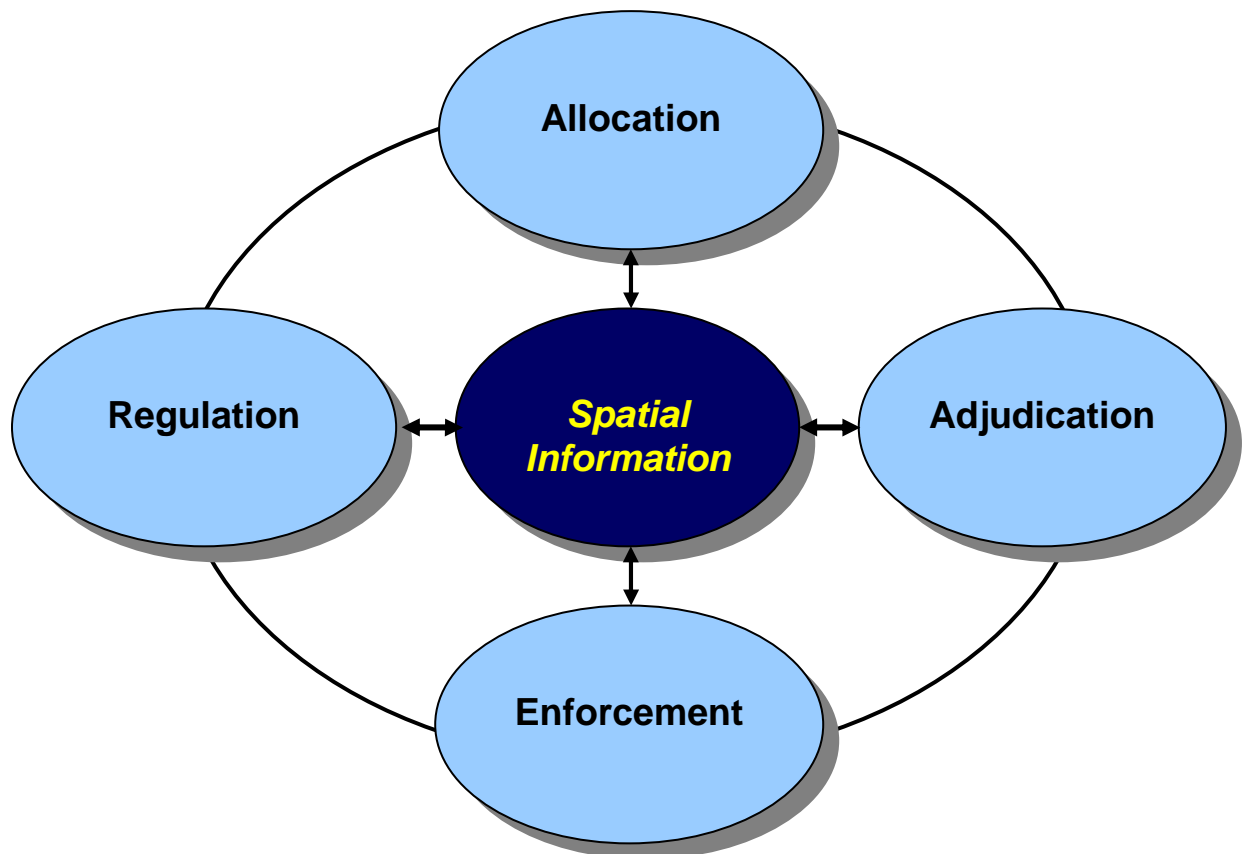 Allocation
Regulation
Spatial
Information
Adjudication
Enforcement